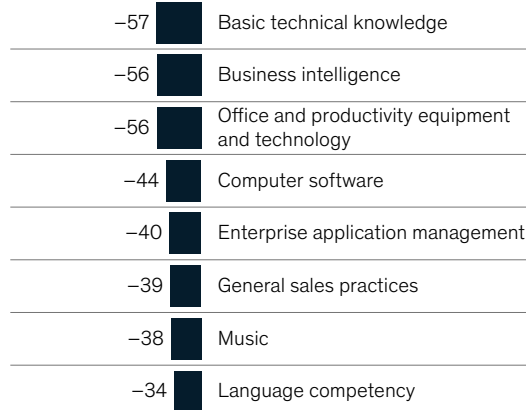 –57 Basic technical knowledge
–56 Business intelligence
–56 Office and productivity equipment
and technology
–44 Computer software
–40 Enterprise application management
–39 General sales practices
–38 Music
–34 Language competency